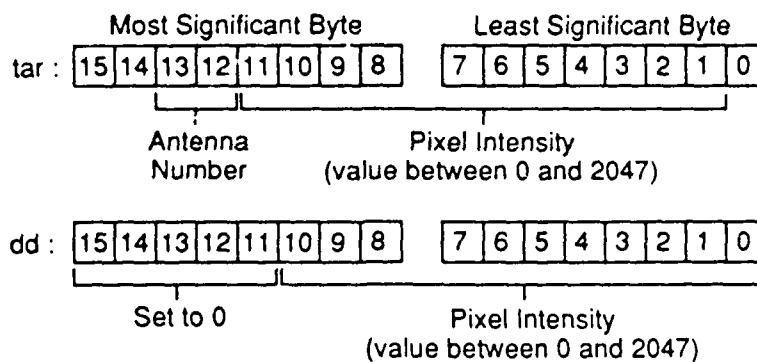 Most Significant Byte Least Significant Byte
tar : 15 14 13 12 11 10 9 8 7 6 5 4 3 2 1 0
Antenna Number Pixel Intensity
(value between 0 and 2047)
dd : 15 14 13 12 11 10 9 8 7 6 5 4 3 2 1 0
Set to 0 Pixel Intensity
(value between 0 and 2047)